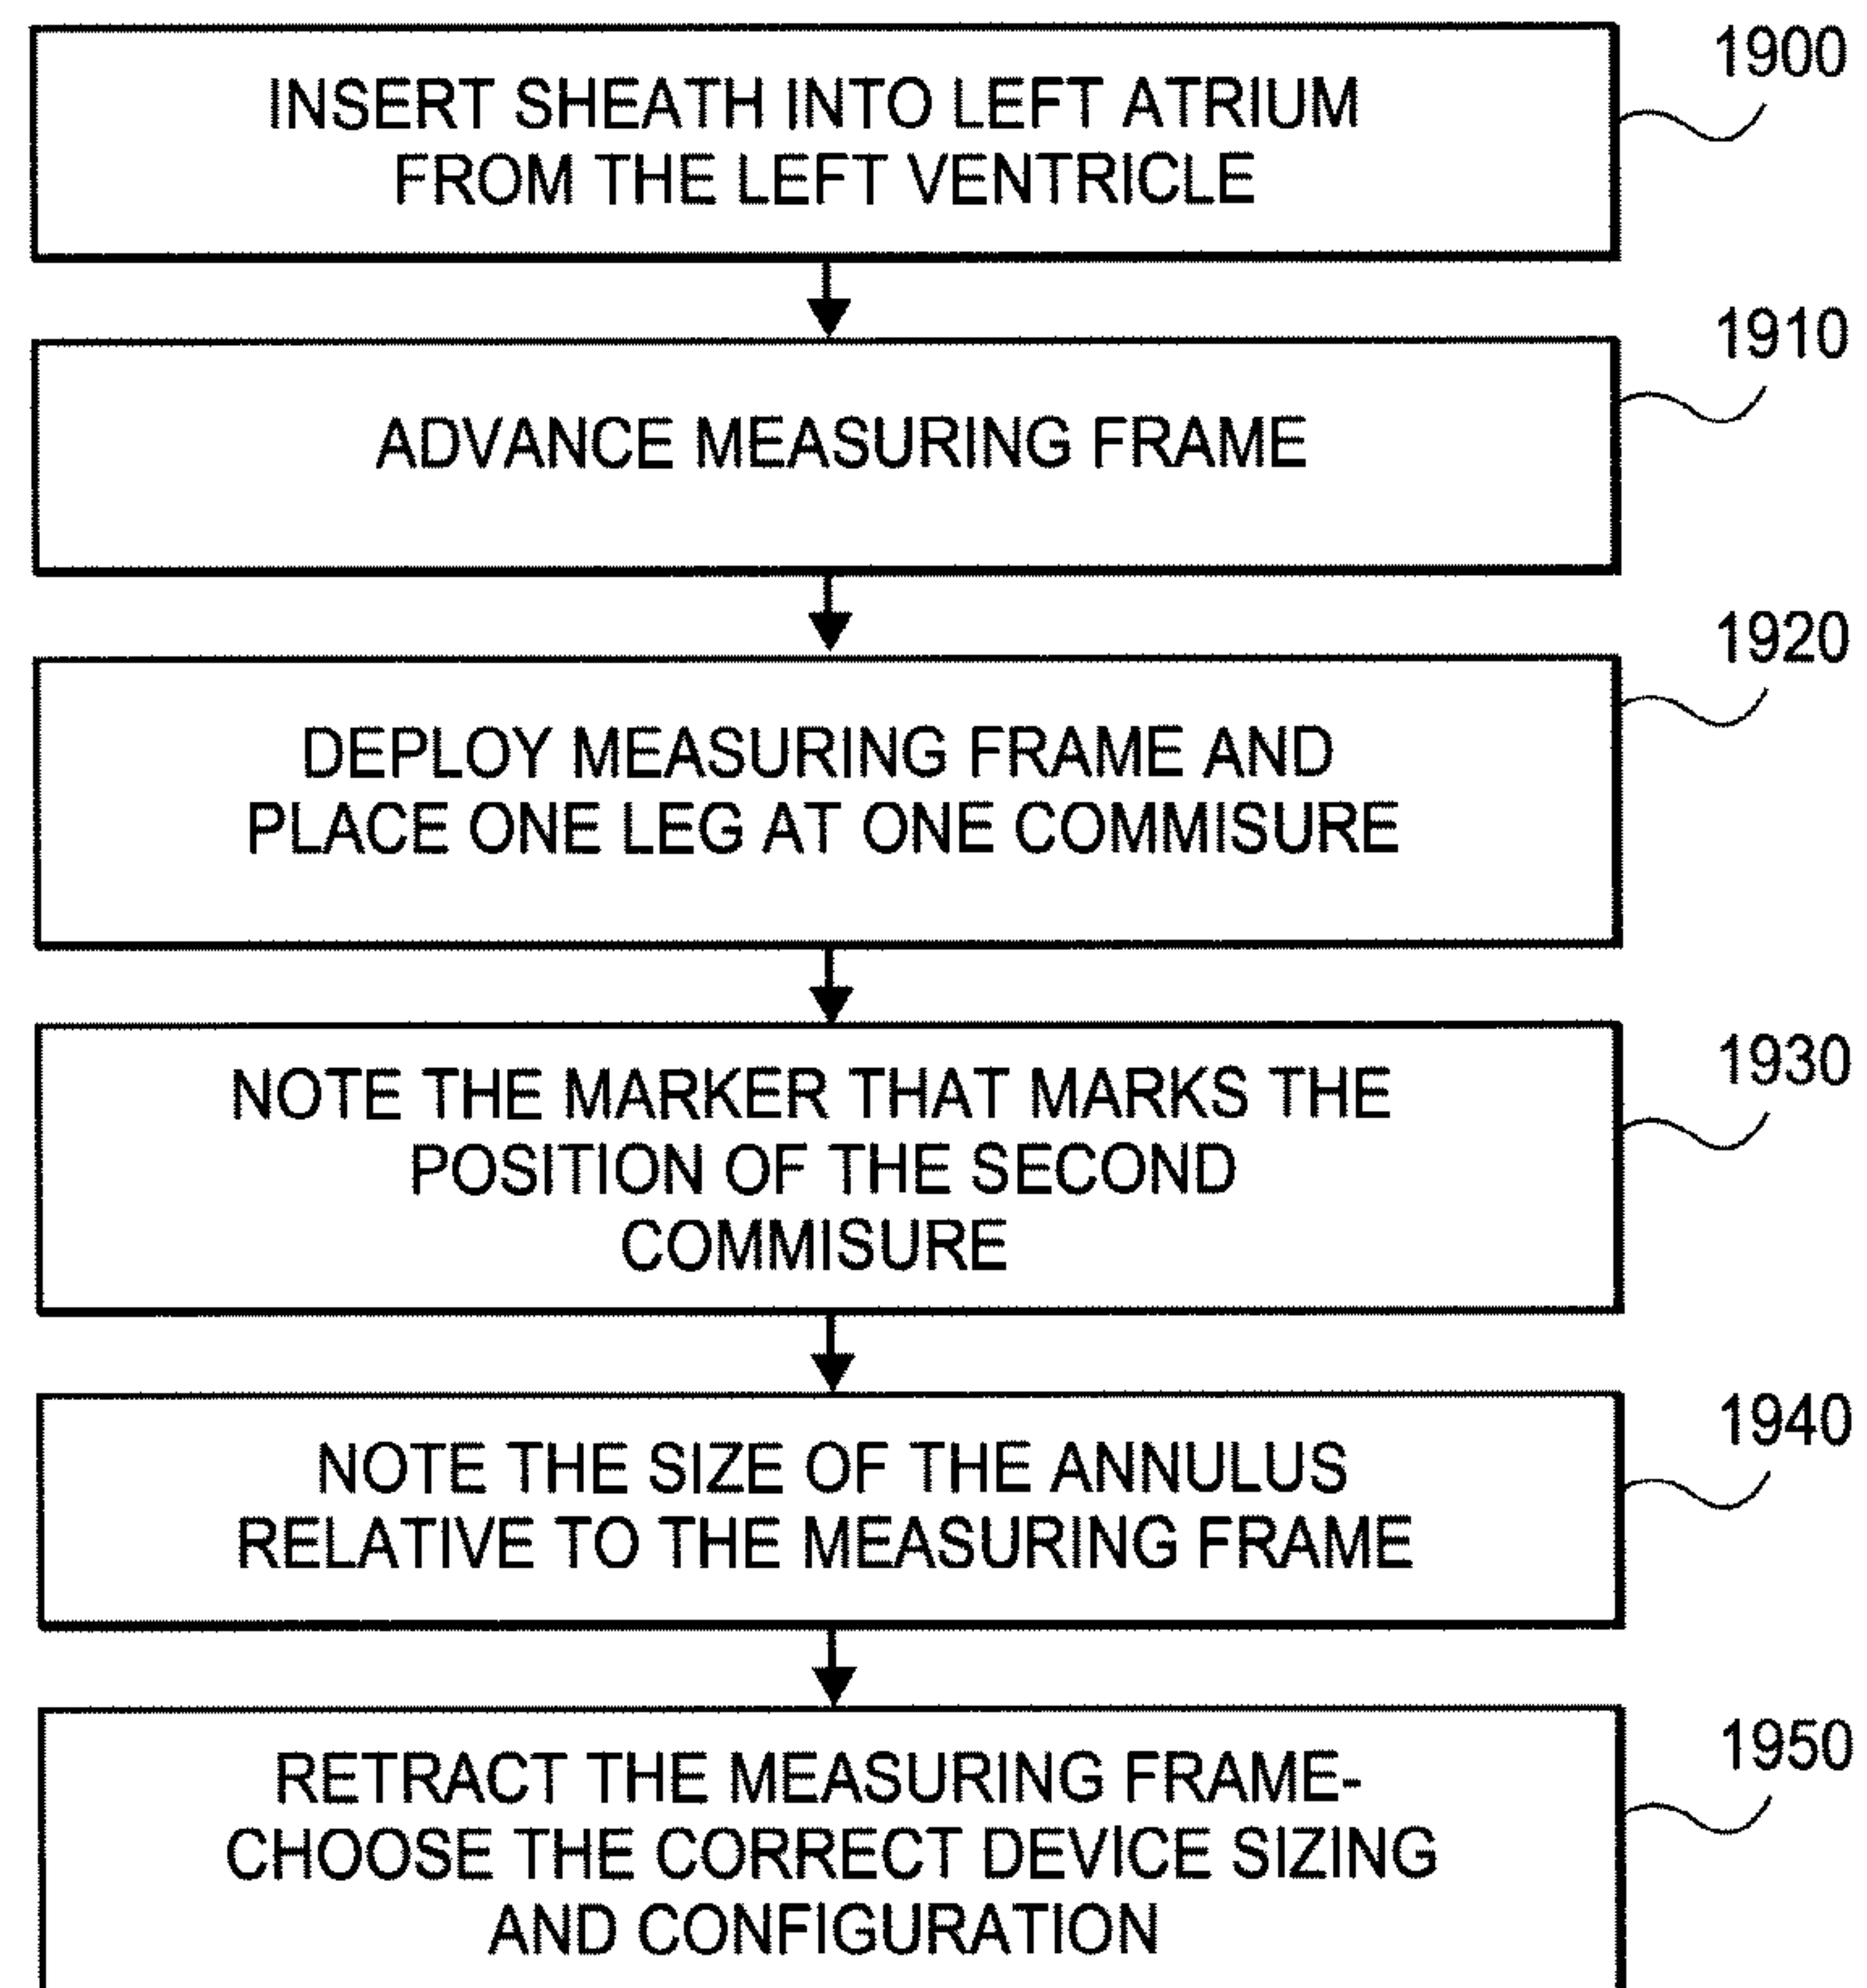 INSERT SHEATH INTO LEFT ATRIUM
FROM THE LEFT VENTRICLE
1900
ADVANCE MEASURING FRAME
1910
DEPLOY MEASURING FRAME AND
PLACE ONE LEG AT ONE COMMISURE
1920
NOTE THE MARKER THAT MARKS THE
POSITION OF THE SECOND
COMMISURE
1930
NOTE THE SIZE OF THE ANNULUS
RELATIVE TO THE MEASURING FRAME
1940
RETRACT THE MEASURING FRAME-
CHOOSE THE CORRECT DEVICE SIZING
AND CONFIGURATION
1950